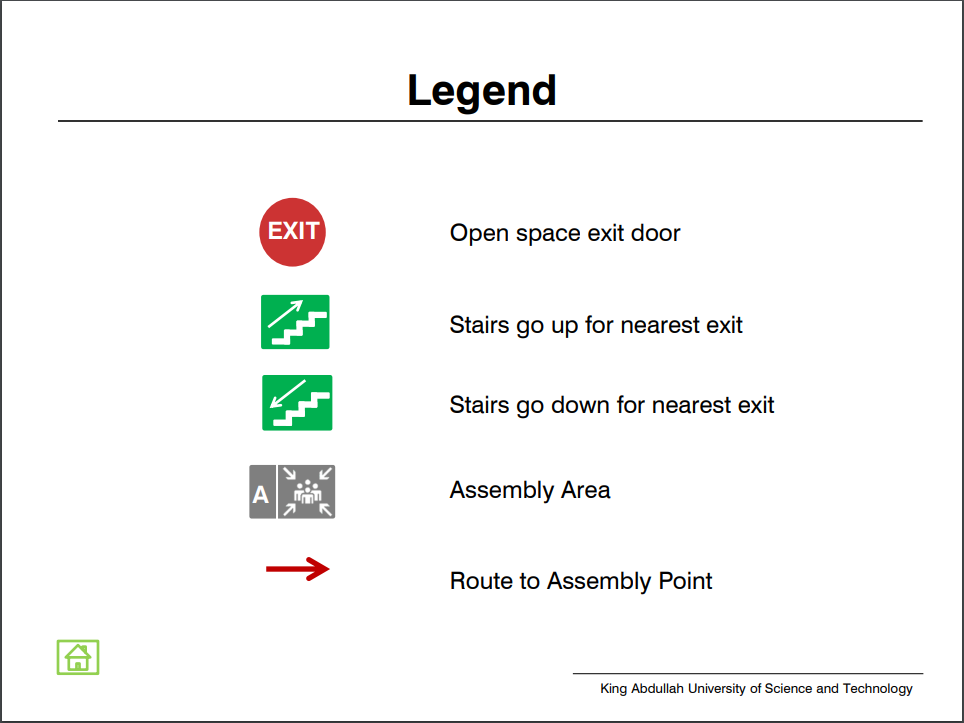 Legend
EXIT
Open space exit door
Stairs go up for nearest exit
Stairs go down for nearest exit
A
Assembly Area
Route to Assembly Point
King Abdullah University of Science and Technology